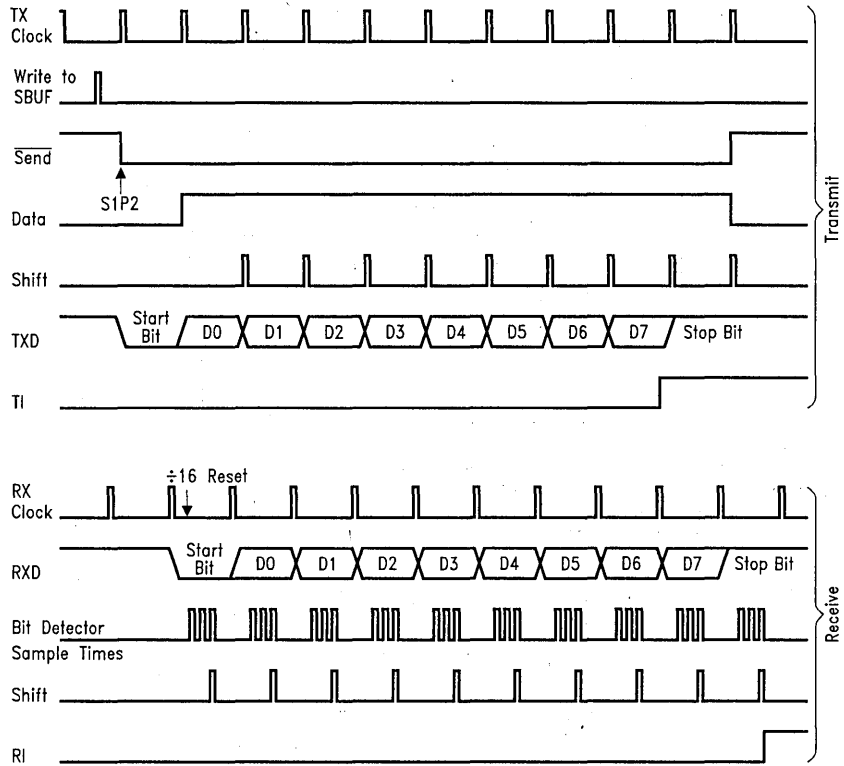 TX
Clock
Write to
SBUF
Send
S1P2
Data
Shift
Start
Bit
D0 D1 D2 D3 D4 D5 D6 D7 Stop Bit
TXD
TI
Transmit
÷16 Reset
RX
Clock
Start
Bit
D0 D1 D2 D3 D4 D5 D6 D7 Stop Bit
RXD
Bit Detector
Sample Times
Shift
RI
Receive